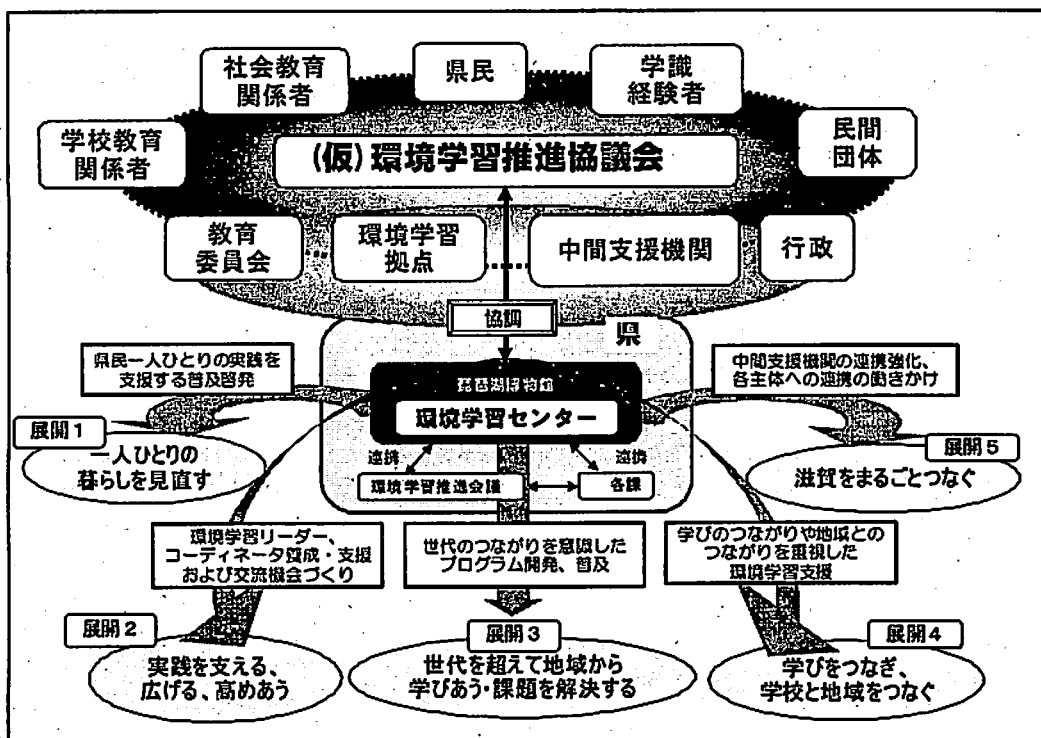 社会教育
関係者
県民
学識
経験者
学校教育
関係者
(仮)環境学習推進協議会
民間
団体
教育
委員会
環境学習
拠点
中間支援機関
行政
協調
県
県民一人ひとりの実践を
支援する普及啓発
中間支援機関の連携強化、
各主体への連携の働きかけ
琵琶湖博物館
環境学習センター
展開1
一人ひとりの
暮らしを見直す
連携
連携
環境学習推進会議
各課
展開5
滋賀をまるごとつなぐ
環境学習リーダー、
コーディネータ養成・支援
および交流機会づくり
世代のつながりを意識した
プログラム開発、普及
学びのつながりや地域との
つながりを重視した
環境学習支援
展開2
実践を支える、
広げる、高めあう
展開3
世代を超えて地域から
学びあう・課題を解決する
展開4
学びをつなぎ、
学校と地域をつなぐ